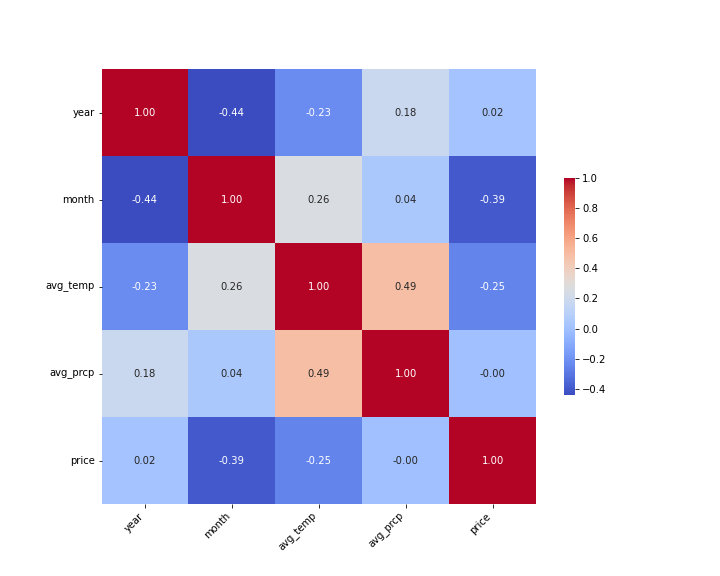 year 1.00 -0.44 -0.23 0.18 0.02
month -0.44 1.00 0.26 0.04 -0.39
avg_temp -0.23 0.26 1.00 0.49 -0.25
avg_prcp 0.18 0.04 0.49 1.00 -0.00
price 0.02 -0.39 -0.25 -0.00 1.00
year month avg_temp avg_prcp price
1.0
0.8
0.6
0.4
0.2
0.0
−0.2
−0.4